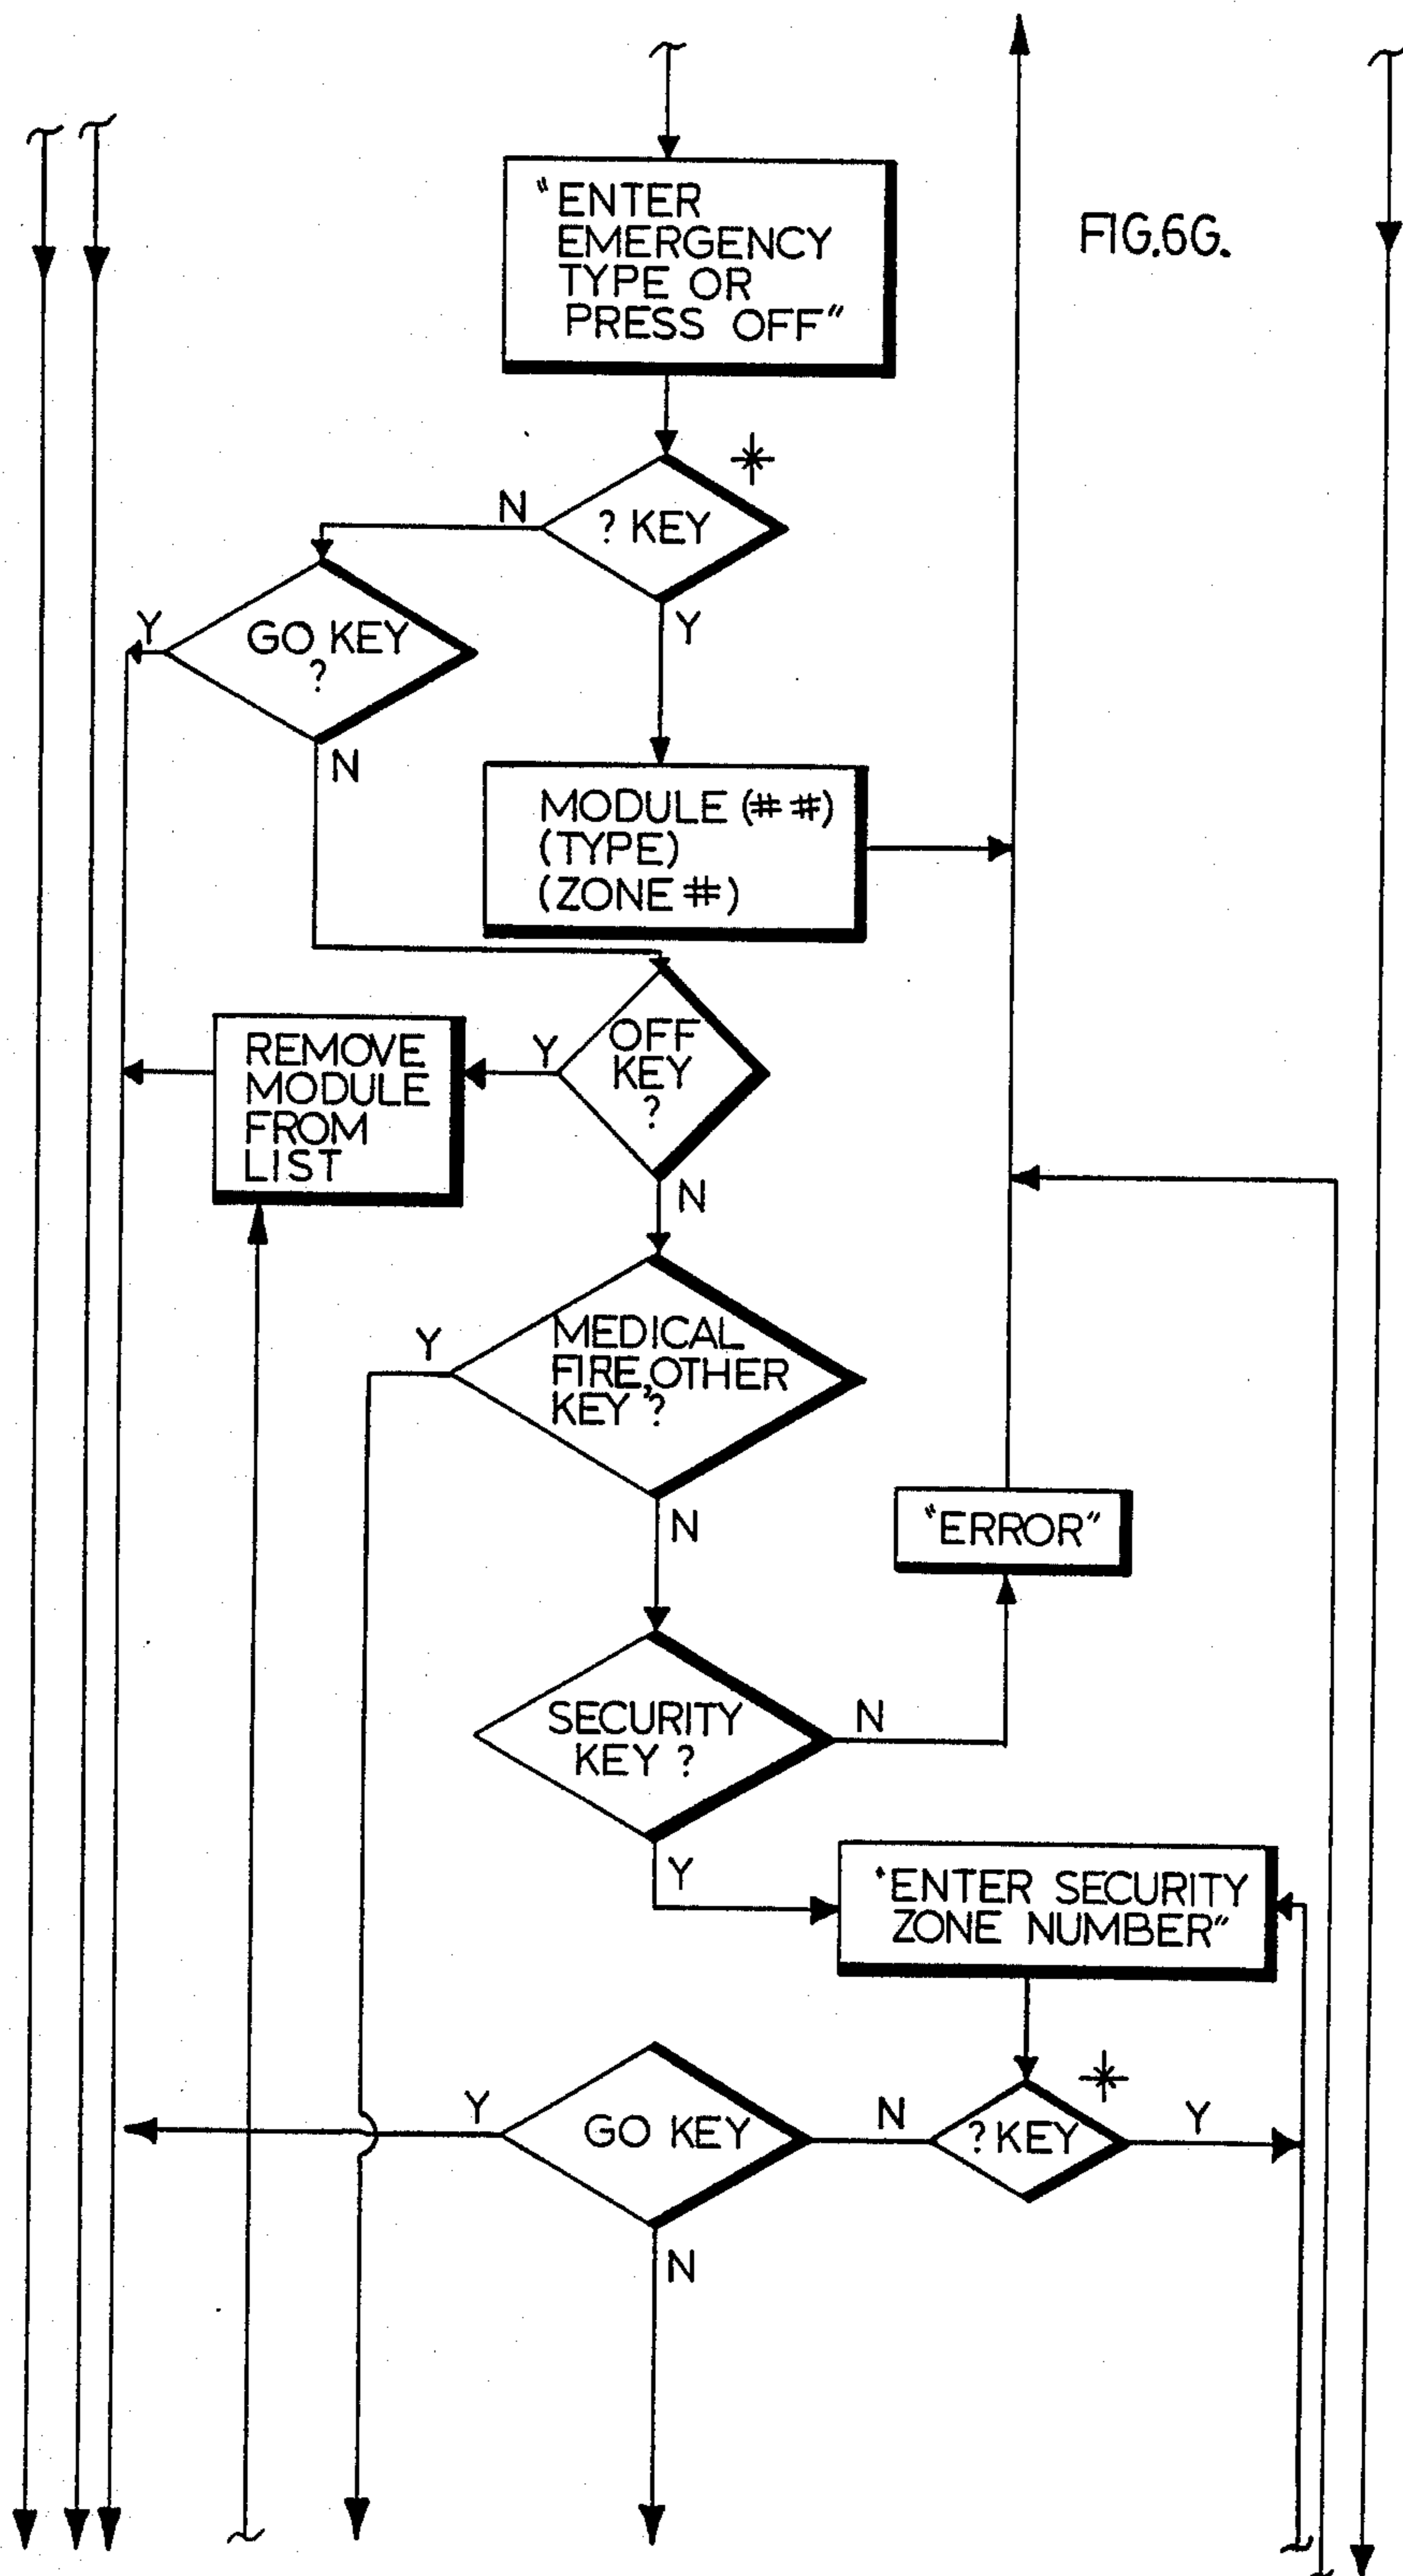 FIG.6G.
"ENTER
EMERGENCY
TYPE OR
PRESS OFF"
? KEY
N
Y
GO KEY
?
Y
N
MODULE (# #)
(TYPE)
(ZONE #)
OFF
KEY
?
Y
N
REMOVE
MODULE
FROM
LIST
MEDICAL
FIRE, OTHER
KEY ?
Y
N
"ERROR"
SECURITY
KEY ?
N
Y
"ENTER SECURITY
ZONE NUMBER"
? KEY
N
Y
GO KEY
Y
N